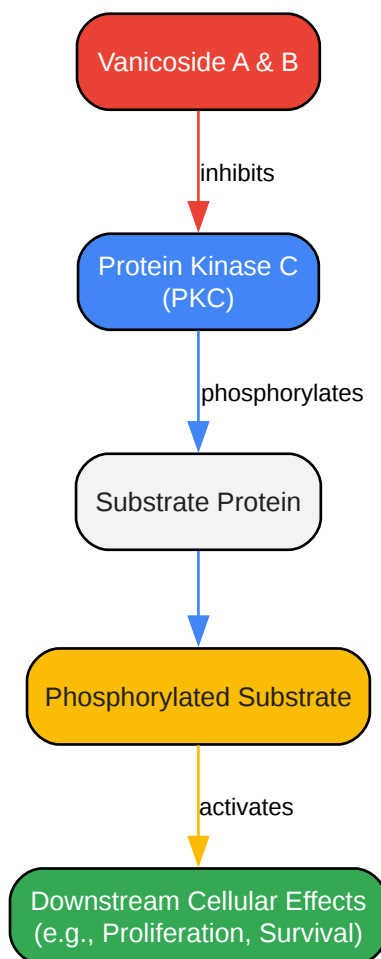 Vanicoside A & B
inhibits
Protein Kinase C
(PKC)
phosphorylates
Substrate Protein
Phosphorylated Substrate
activates
Downstream Cellular Effects
(e.g., Proliferation, Survival)